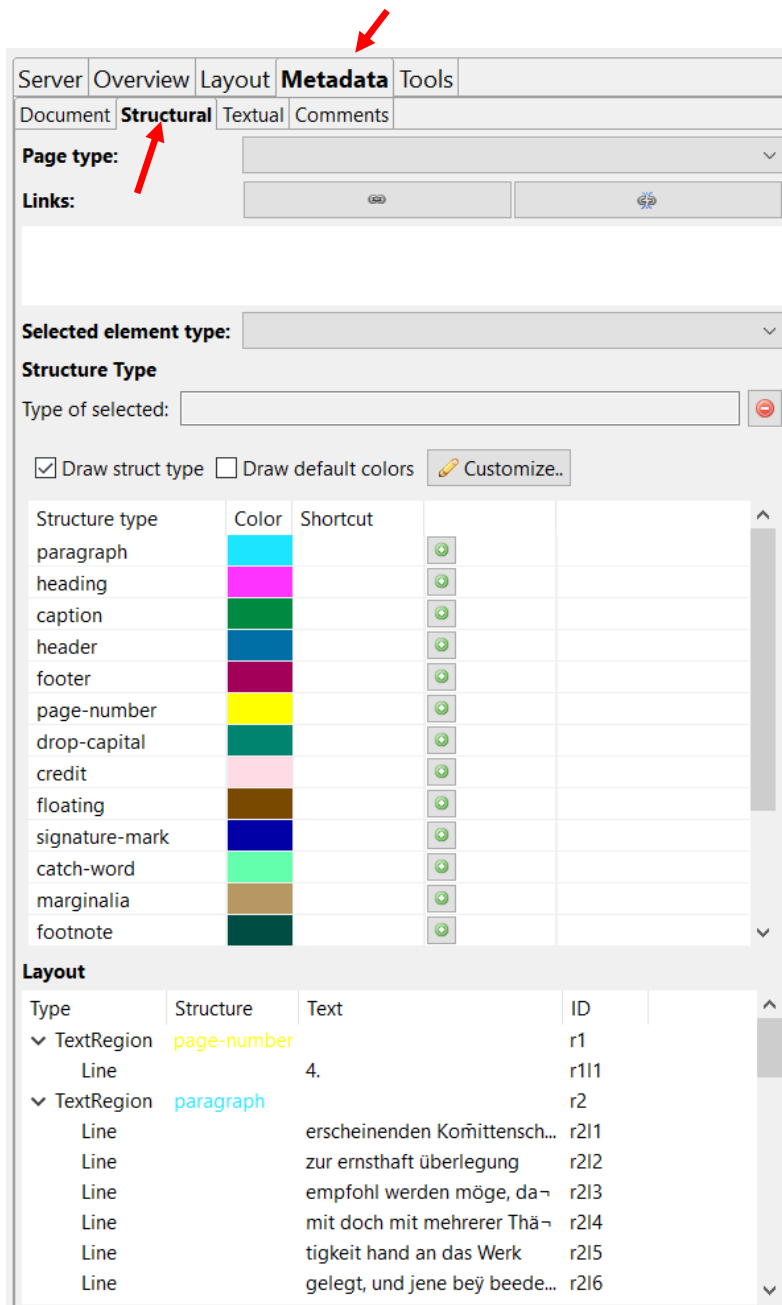 Server Overview Layout Metadata Tools
Document Structural Textual Comments
Page type:
Links:
Selected element type:
Structure Type
Type of selected:
Draw struct type Draw default colors Customize..
Structure type Color Shortcut
paragraph
heading
caption
header
footer
page-number
drop-capital
credit
floating
signature-mark
catch-word
marginalia
footnote
Layout
Type Structure Text ID
TextRegion page-number r1
Line 4. r1l1
TextRegion paragraph r2
Line erscheinenden Kom̃ittensch... r2l1
Line zur ernsthaft überlegung r2l2
Line empfohl werden möge, da¬ r2l3
Line mit doch mit mehrerer Thä¬ r2l4
Line tigkeit hand an das Werk r2l5
Line gelegt, und jene beÿ beede... r2l6